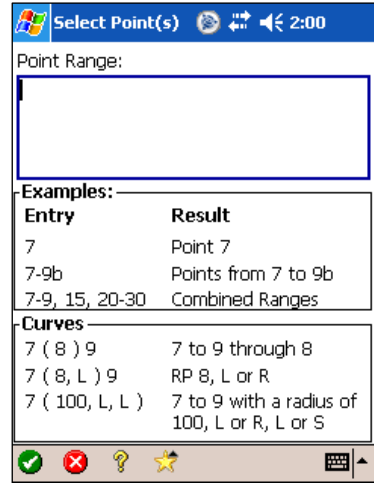 Select Point(s) 2:00
Point Range:
Examples:
Entry Result
7 Point 7
7-9b Points from 7 to 9b
7-9, 15, 20-30 Combined Ranges
Curves
7 ( 8 ) 9 7 to 9 through 8
7 ( 8, L ) 9 RP 8, L or R
7 ( 100, L, L ) 7 to 9 with a radius of
100, L or R, L or S